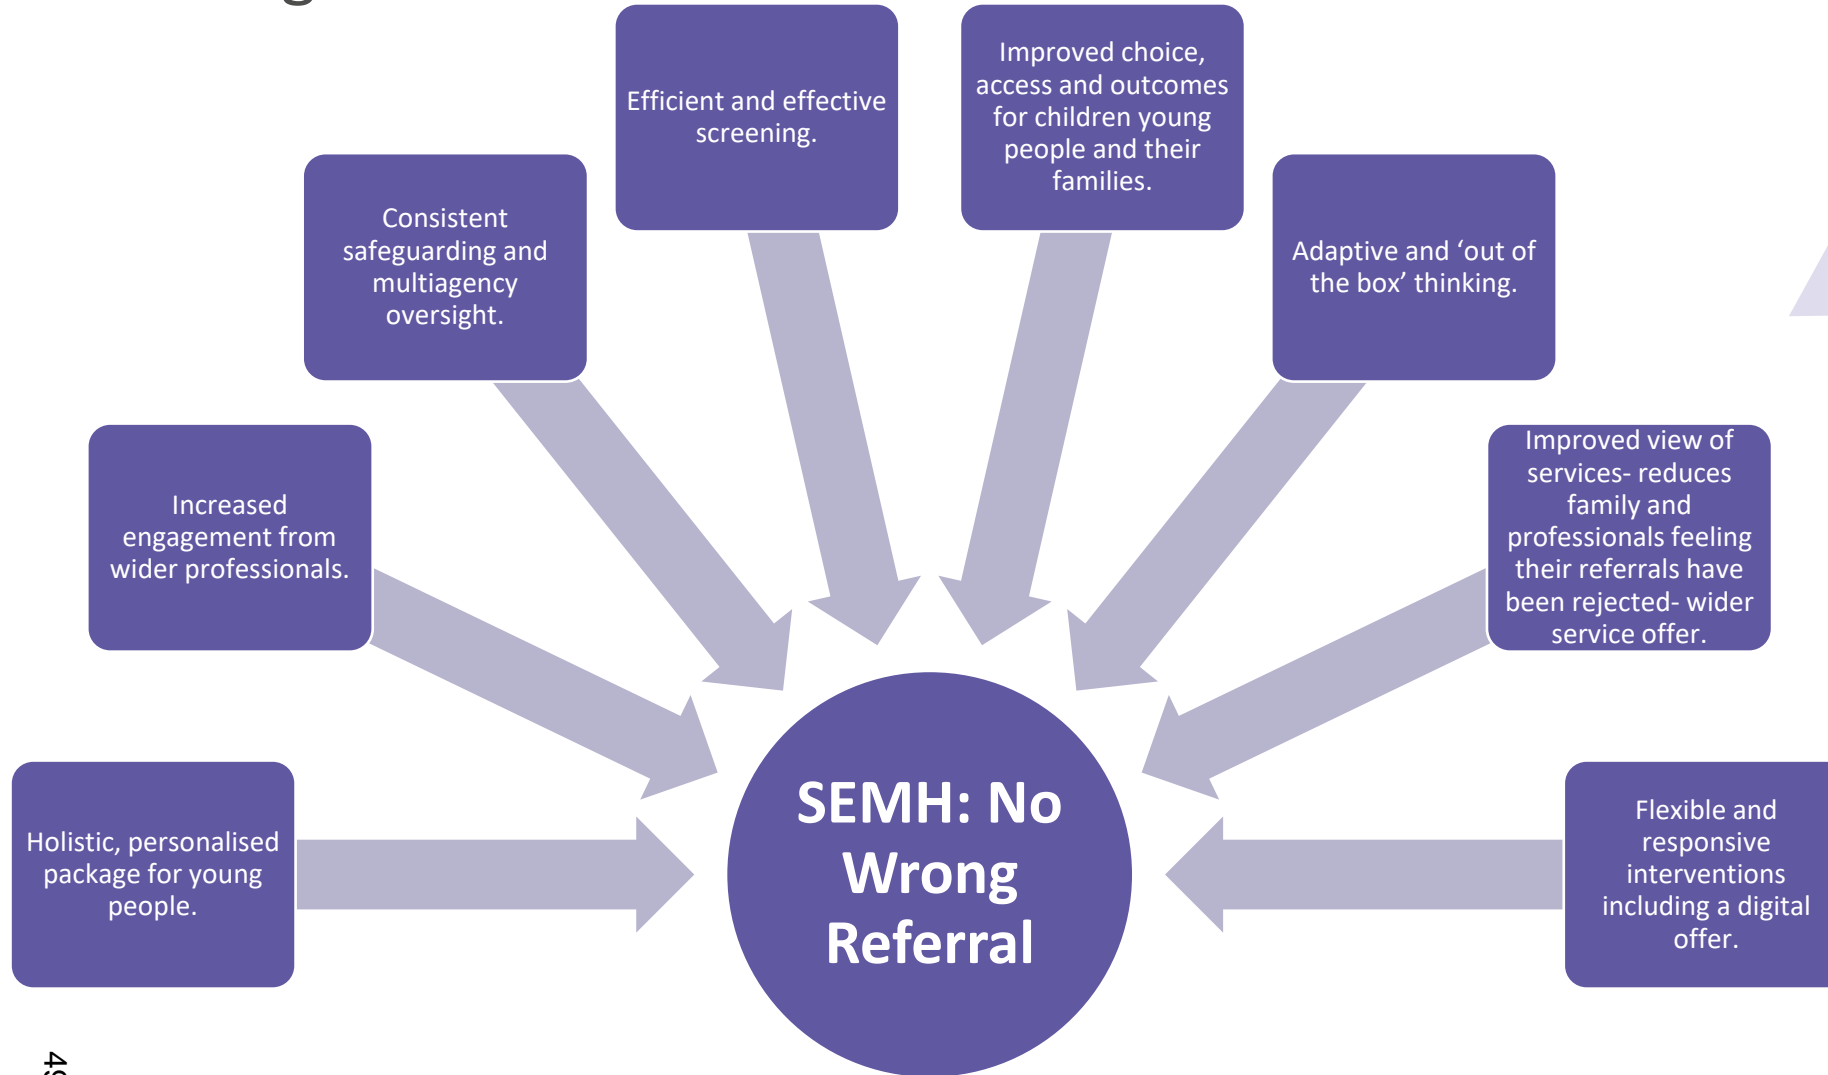 Efficient and effective
screening.
Improved choice,
access and outcomes
for children young
people and their
families.
Consistent
safeguarding and
multiagency
oversight.
Adaptive and ‘out of
the box’ thinking.
Increased
engagement from
wider professionals.
Improved view of
services- reduces
family and
professionals feeling
their referrals have
been rejected- wider
service offer.
Holistic, personalised
package for young
people.
SEMH: No
Wrong
Referral
Flexible and
responsive
interventions
including a digital
offer.